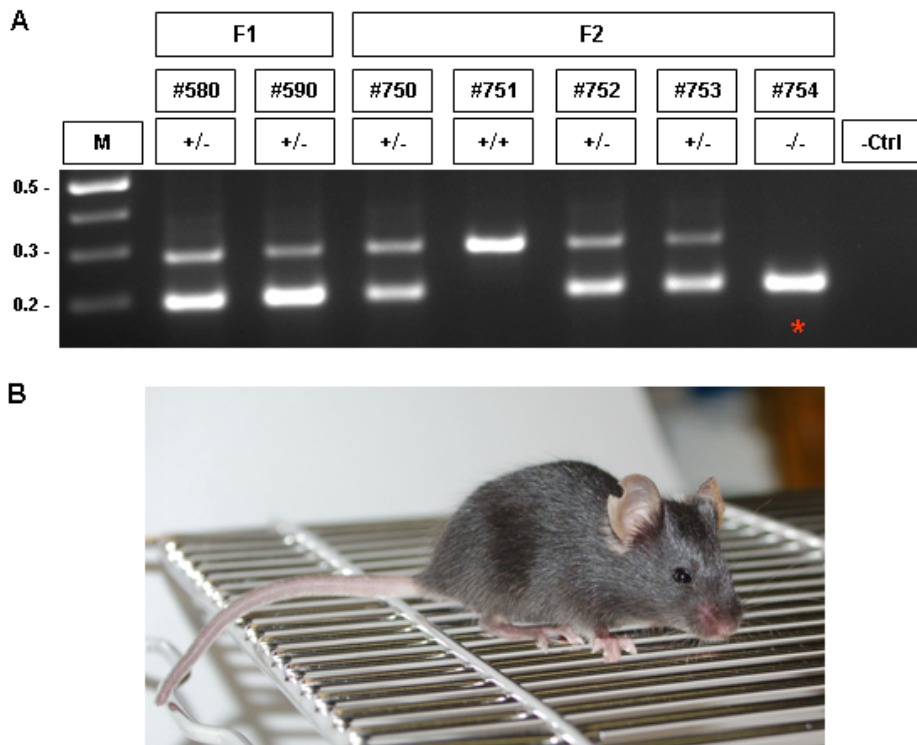 A
F1 F2
#580 #590 #750 #751 #752 #753 #754
M +/- +/- +/- +/+ +/- +/- -/- -Ctrl
0.5 -
0.3 -
0.2 -
*
B